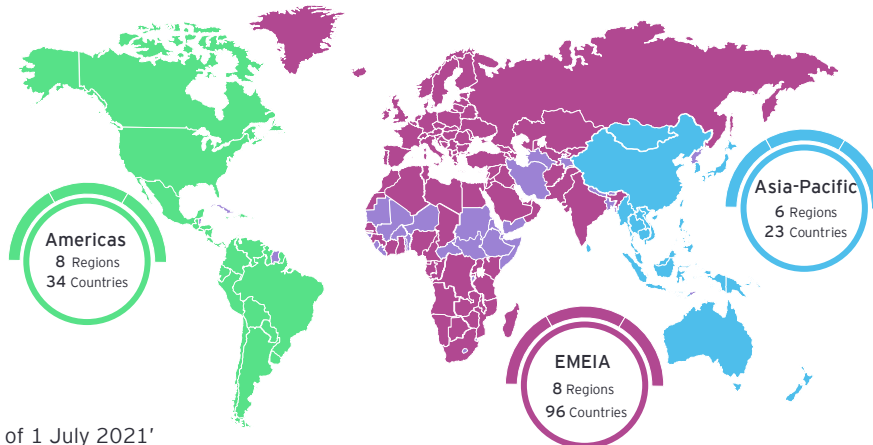 Americas
8 Regions
34 Countries
Asia-Pacific
6 Regions
23 Countries
EMEIA
8 Regions
96 Countries
of 1 July 2021’